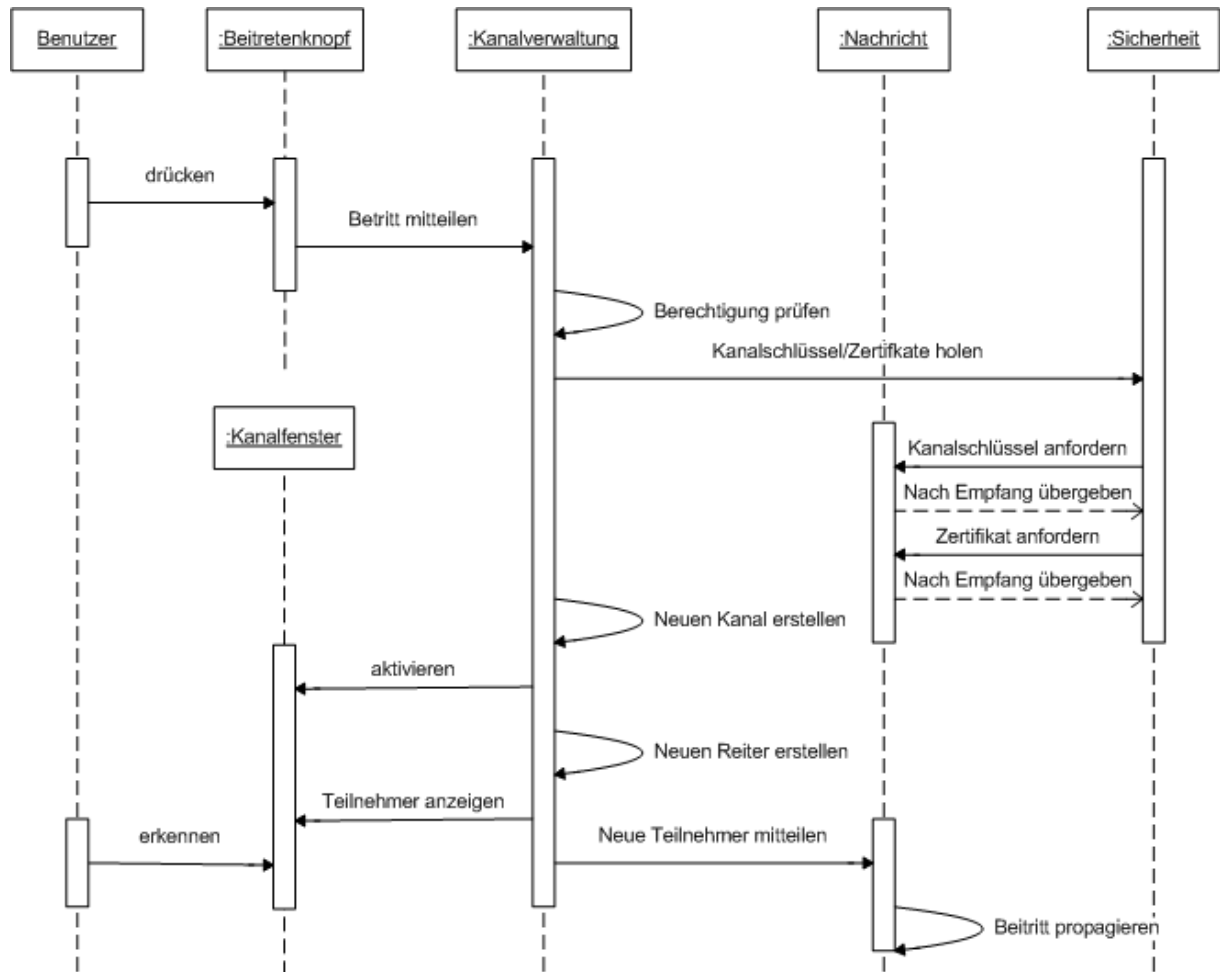 Benutzer
:Beitretenknopf
:Kanalverwaltung
:Nachricht
:Sicherheit
drücken
Betritt mitteilen
Berechtigung prüfen
Kanalschlüssel/Zertifkate holen
:Kanalfenster
Kanalschlüssel anfordern
Nach Empfang übergeben
Zertifikat anfordern
Nach Empfang übergeben
Neuen Kanal erstellen
aktivieren
Neuen Reiter erstellen
Teilnehmer anzeigen
erkennen
Neue Teilnehmer mitteilen
Beitritt propagieren